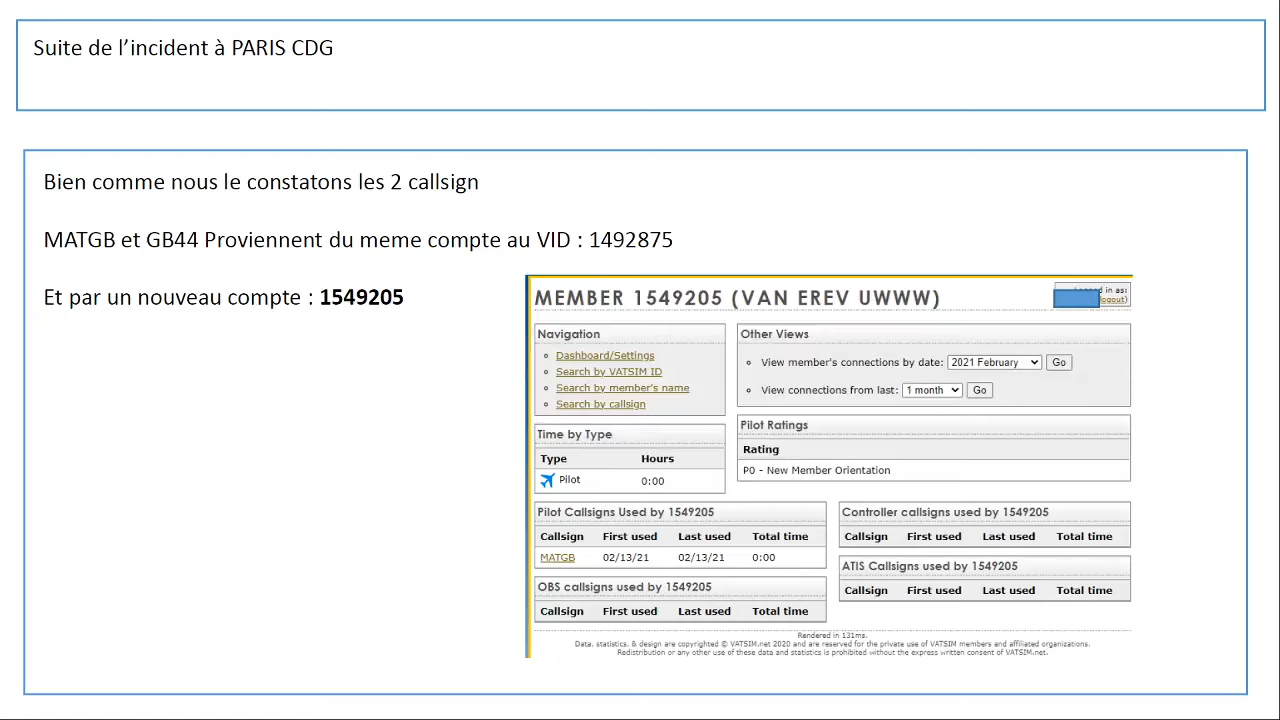 Suite de l’incident à PARIS CDG
Bien comme nous le constatons les 2 callsign
MATGB et GB44 Proviennent du meme compte au VID : 1492875
Et par un nouveau compte : 1549205
MEMBER 1549205 (VAN EREV UWWW)
in as:
(logout)
Navigation
Dashboard/Settings
Search by VATSIM ID
Search by member's name
Search by callsign
Other Views
View member's connections by date: 2021 February Go
View connections from last: 1 month Go
Time by Type
Type Hours
Pilot 0:00
Pilot Ratings
Rating
P0 - New Member Orientation
Pilot Callsigns Used by 1549205
Callsign First used Last used Total time
MATGB 02/13/21 02/13/21 0:00
OBS callsigns used by 1549205
Callsign First used Last used Total time
Controller callsigns used by 1549205
Callsign First used Last used Total time
ATIS Callsigns used by 1549205
Callsign First used Last used Total time
Rendered in 131ms.
Data, statistics, & design are copyrighted © VATSIM.net 2020 and are reserved for the private use of VATSIM members and affiliated organizations.
Redistribution or any other use of these data and statistics is prohibited without the express written consent of VATSIM.net.